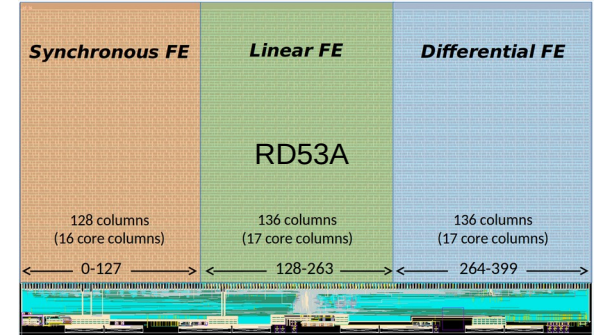 Synchronous FE
Linear FE
Differential FE
RD53A
128 columns
(16 core columns)
136 columns
(17 core columns)
136 columns
(17 core columns)
0-127
128-263
264-399